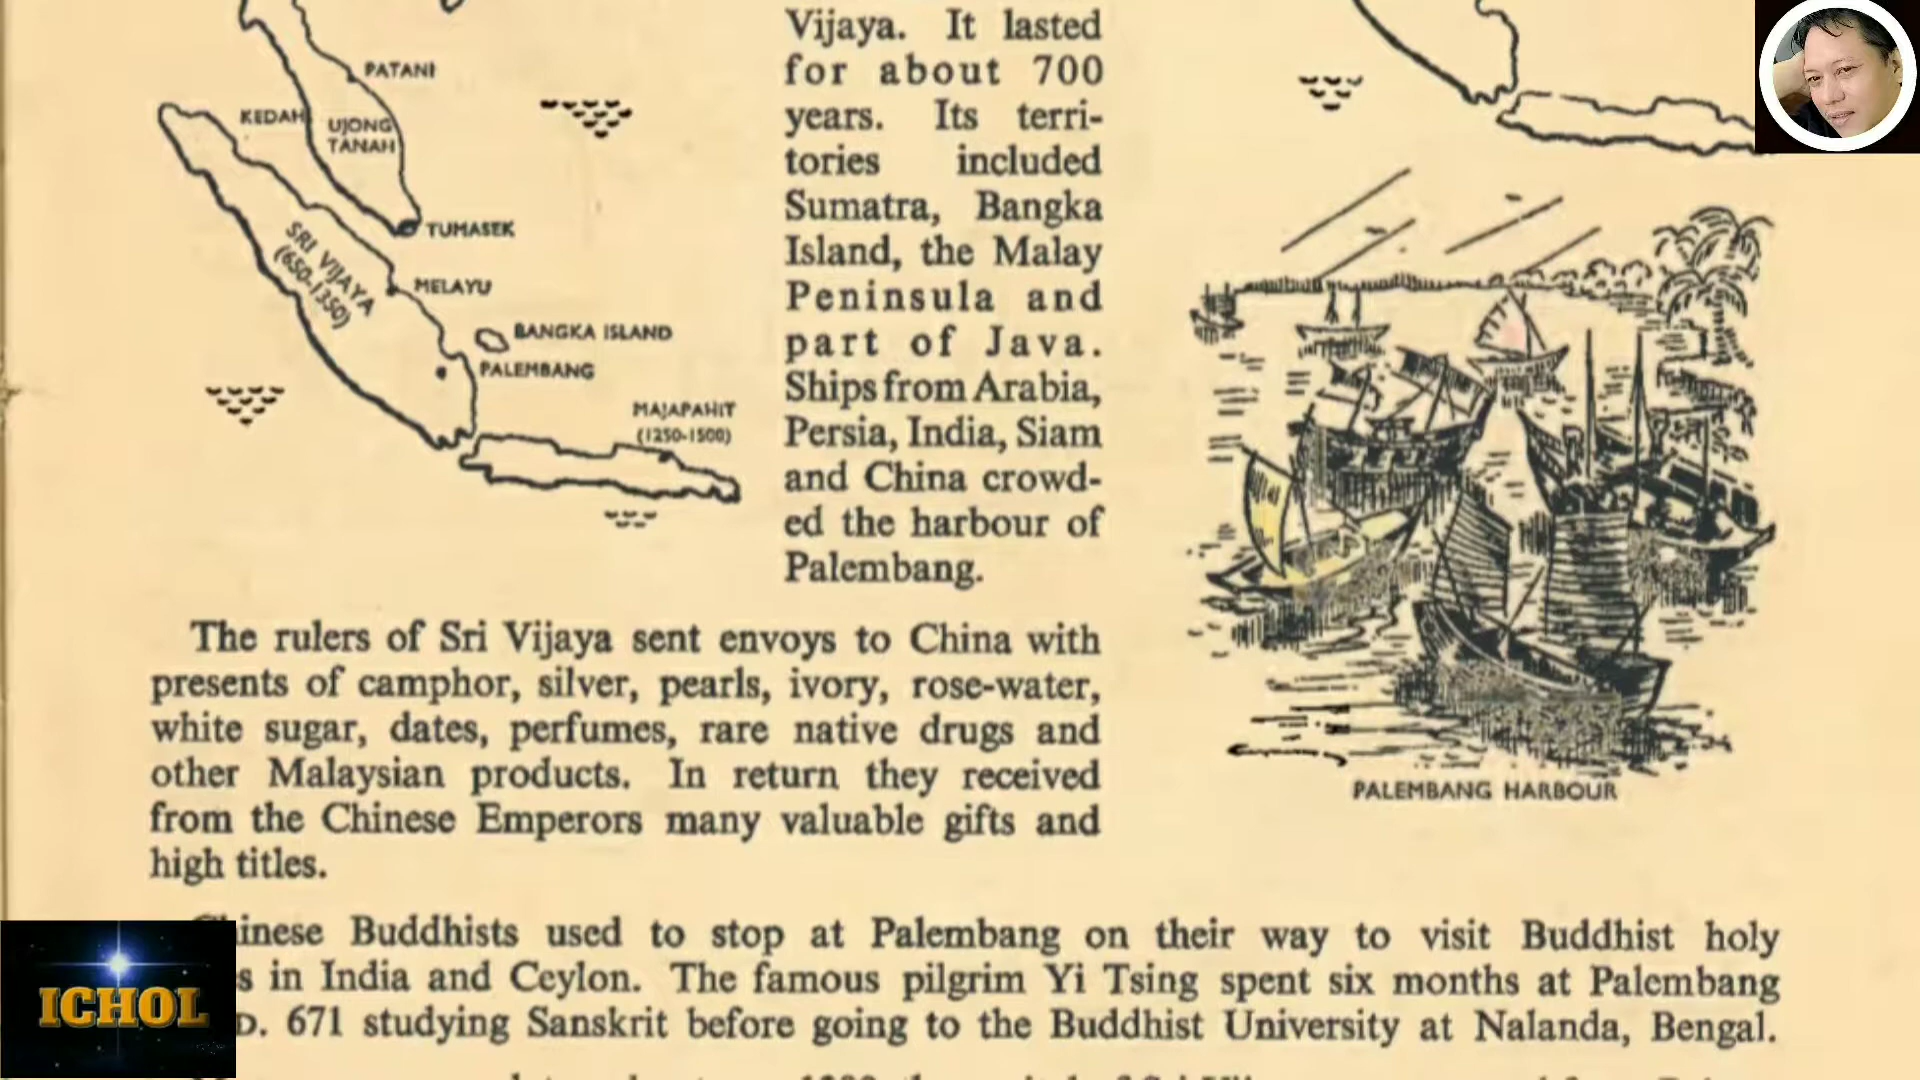 PATANI
KEDAH
UJONG
TANAH
TUMASEK
SRI VIJAYA
(650-1350)
MELAYU
BANGKA ISLAND
PALEMBANG
MAJAPAHIT
(1250-1500)
Vijaya. It lasted
for about 700
years. Its terri-
tories included
Sumatra, Bangka
Island, the Malay
Peninsula and
part of Java.
Ships from Arabia,
Persia, India, Siam
and China crowd-
ed the harbour of
Palembang.
PALEMBANG HARBOUR
The rulers of Sri Vijaya sent envoys to China with
presents of camphor, silver, pearls, ivory, rose-water,
white sugar, dates, perfumes, rare native drugs and
other Malaysian products. In return they received
from the Chinese Emperors many valuable gifts and
high titles.
Chinese Buddhists used to stop at Palembang on their way to visit Buddhist holy
s in India and Ceylon. The famous pilgrim Yi Tsing spent six months at Palembang
D. 671 studying Sanskrit before going to the Buddhist University at Nalanda, Bengal.
ICHOL